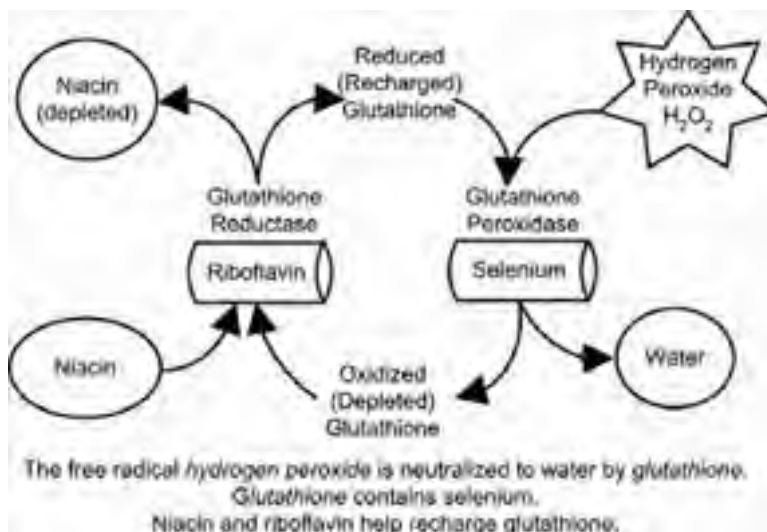 Niacin
(depleted)
Reduced
(Recharged)
Glutathione
Hydrogen
Peroxide
H₂O₂
Glutathione
Reductase
Riboflavin
Glutathione
Peroxidase
Selenium
Niacin
Oxidized
(Depleted)
Glutathione
Water
The free radical hydrogen peroxide is neutralized to water by glutathione.
Glutathione contains selenium.
Niacin and riboflavin help recharge glutathione.